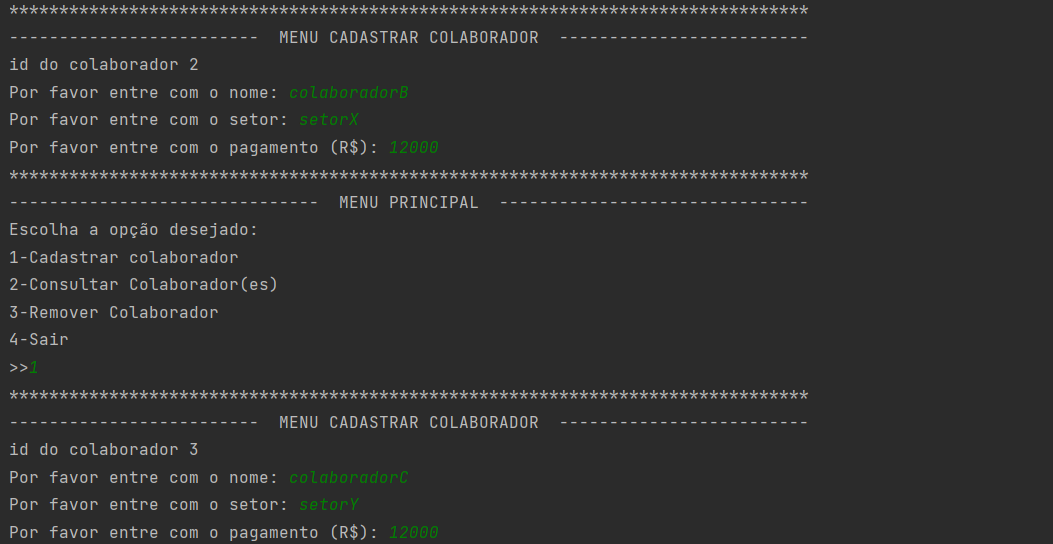 ********************************************************************************
-------------------------  MENU CADASTRAR COLABORADOR  -------------------------
id do colaborador 2
Por favor entre com o nome: colaboradorB
Por favor entre com o setor: setorX
Por favor entre com o pagamento (R$): 12000
********************************************************************************
-------------------------------  MENU PRINCIPAL  -------------------------------
Escolha a opção desejado:
1-Cadastrar colaborador
2-Consultar Colaborador(es)
3-Remover Colaborador
4-Sair
>>1
********************************************************************************
-------------------------  MENU CADASTRAR COLABORADOR  -------------------------
id do colaborador 3
Por favor entre com o nome: colaboradorC
Por favor entre com o setor: setorY
Por favor entre com o pagamento (R$): 12000